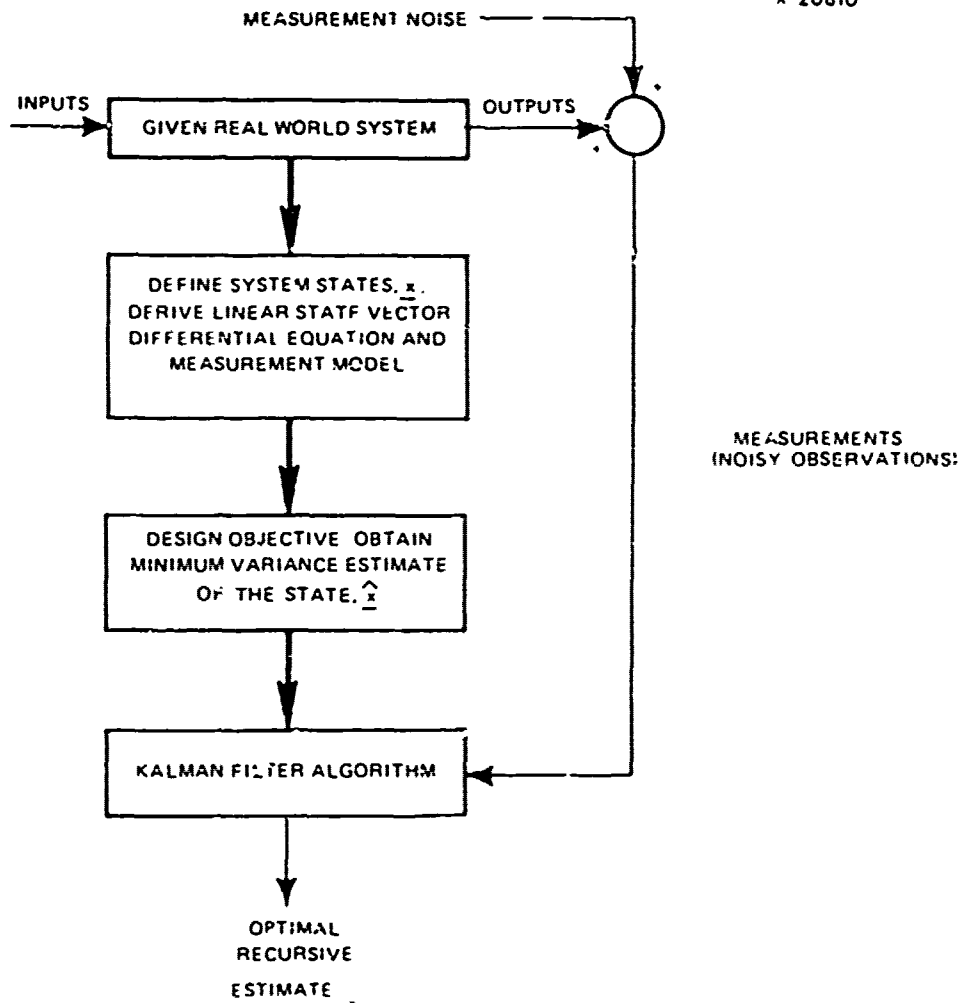 MEASUREMENT NOISE
INPUTS
GIVEN REAL WORLD SYSTEM
OUTPUTS
DEFINE SYSTEM STATES, x.
DERIVE LINEAR STATE VECTOR
DIFFERENTIAL EQUATION AND
MEASUREMENT MODEL
MEASUREMENTS
(NOISY OBSERVATIONS)
DESIGN OBJECTIVE OBTAIN
MINIMUM VARIANCE ESTIMATE
OF THE STATE, x̂
KALMAN FILTER ALGORITHM
OPTIMAL
RECURSIVE
ESTIMATE